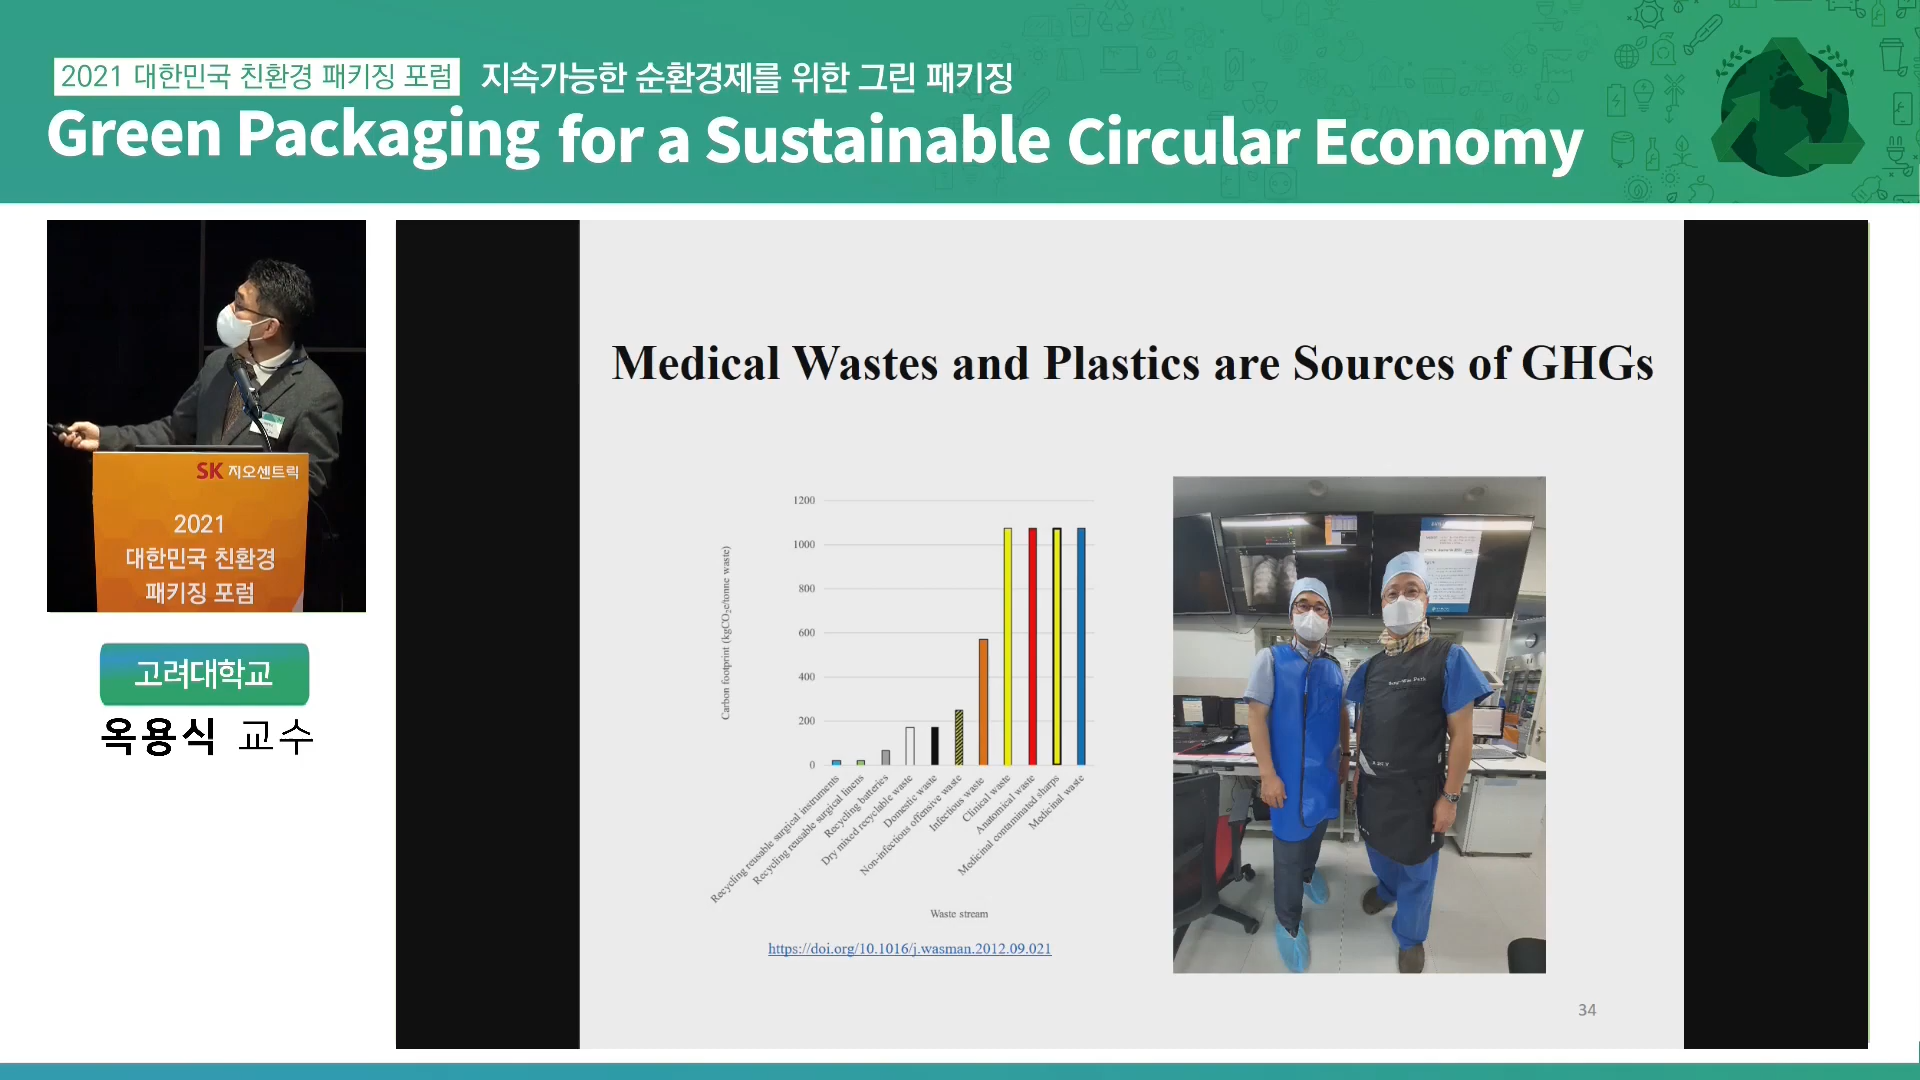 2021 대한민국 친환경 패키징 포럼 지속가능한 순환경제를 위한 그린 패키징
Green Packaging for a Sustainable Circular Economy
SK 지오센트릭
2021
대한민국 친환경
패키징 포럼
고려대학교
옥용식 교수
Medical Wastes and Plastics are Sources of GHGs
Carbon footprint (kgCO₂e/tonne waste)
1200
1000
800
600
400
200
0
Recycling reusable surgical instruments
Recycling reusable surgical linens
Recycling batteries
Dry mixed recyclable waste
Domestic waste
Non-infectious offensive waste
Infectious waste
Clinical waste
Anatomical waste
Medicinal contaminated sharps
Medicinal waste
Waste stream
https://doi.org/10.1016/j.wasman.2012.09.021
34